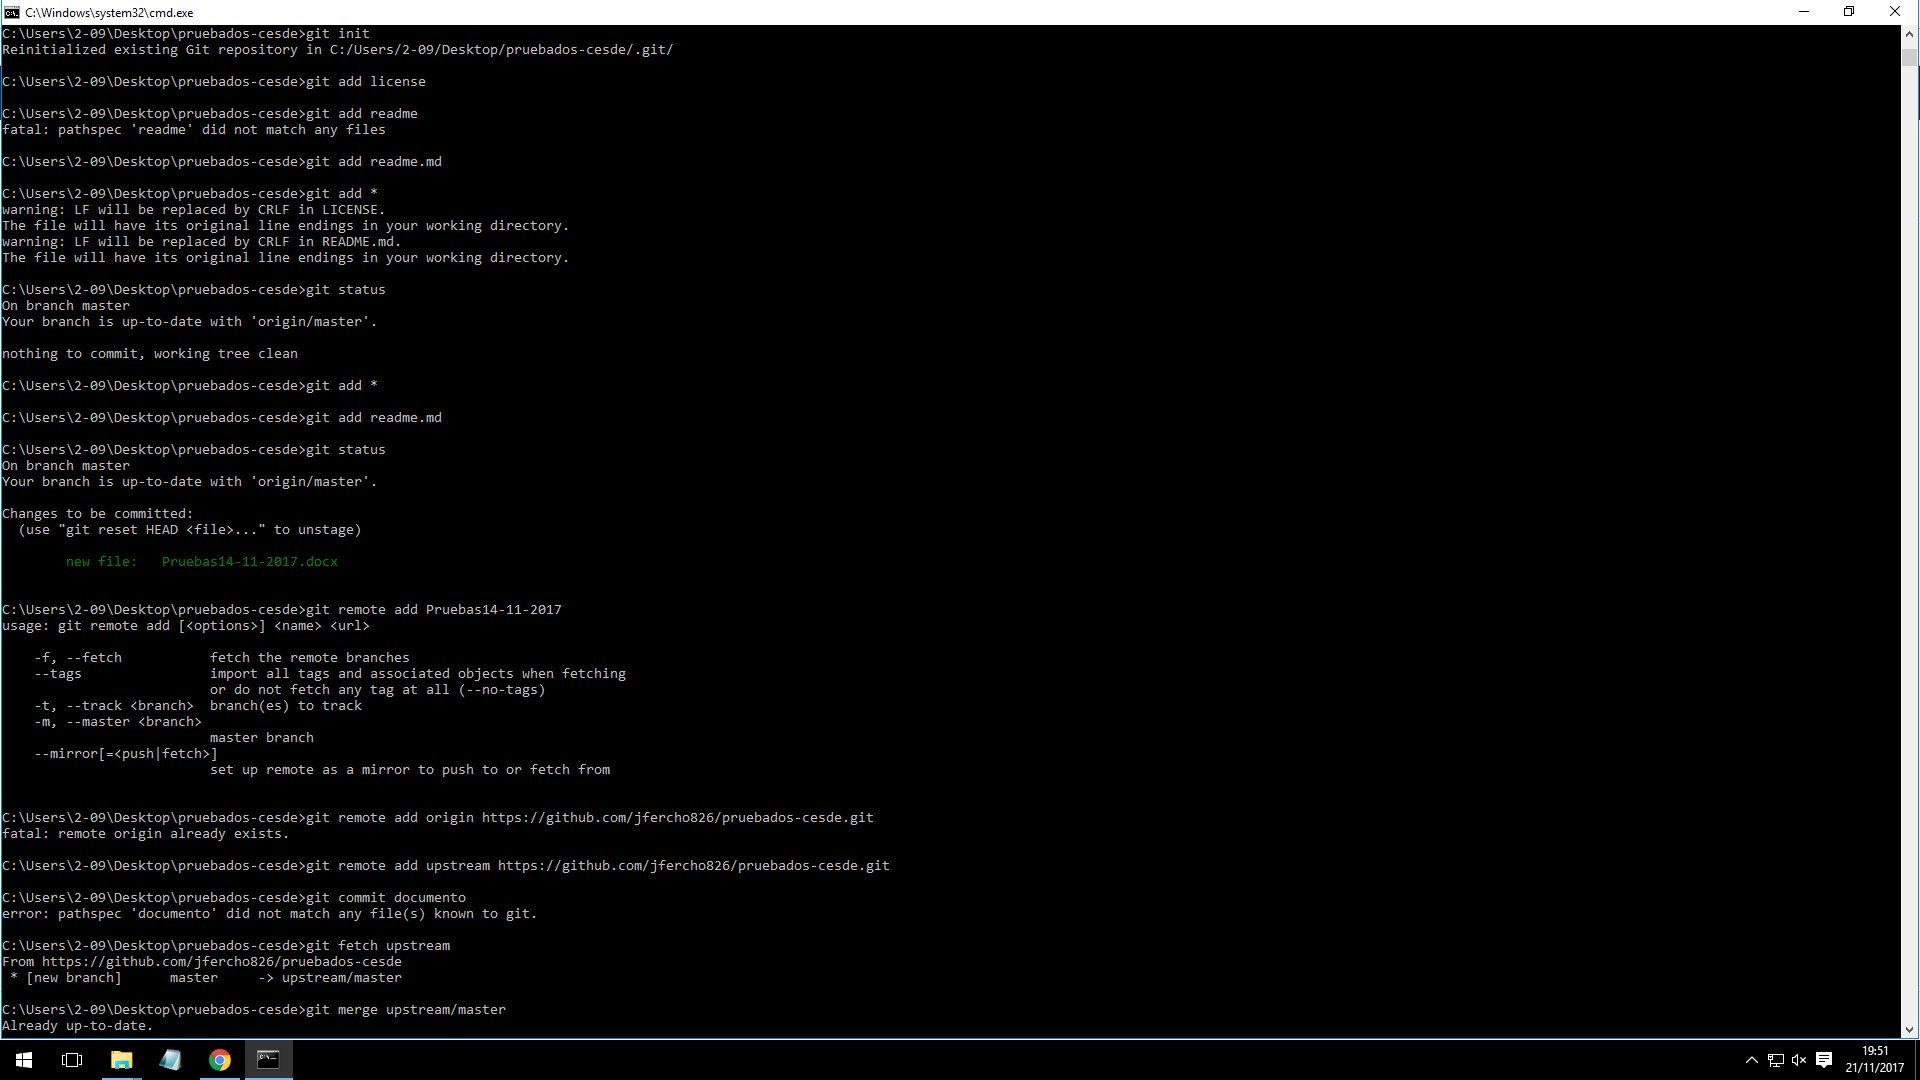 C:\Windows\system32\cmd.exe
C:\Users\2-09\Desktop\pruebados-cesde>git init
Reinitialized existing Git repository in C:/Users/2-09/Desktop/pruebados-cesde/.git/
C:\Users\2-09\Desktop\pruebados-cesde>git add license
C:\Users\2-09\Desktop\pruebados-cesde>git add readme
fatal: pathspec 'readme' did not match any files
C:\Users\2-09\Desktop\pruebados-cesde>git add readme.md
C:\Users\2-09\Desktop\pruebados-cesde>git add *
warning: LF will be replaced by CRLF in LICENSE.
The file will have its original line endings in your working directory.
warning: LF will be replaced by CRLF in README.md.
The file will have its original line endings in your working directory.
C:\Users\2-09\Desktop\pruebados-cesde>git status
On branch master
Your branch is up-to-date with 'origin/master'.
nothing to commit, working tree clean
C:\Users\2-09\Desktop\pruebados-cesde>git add *
C:\Users\2-09\Desktop\pruebados-cesde>git add readme.md
C:\Users\2-09\Desktop\pruebados-cesde>git status
On branch master
Your branch is up-to-date with 'origin/master'.
Changes to be committed:
  (use "git reset HEAD <file>..." to unstage)
        new file:   Pruebas14-11-2017.docx
C:\Users\2-09\Desktop\pruebados-cesde>git remote add Pruebas14-11-2017
usage: git remote add [<options>] <name> <url>
    -f, --fetch           fetch the remote branches
    --tags                import all tags and associated objects when fetching
                          or do not fetch any tag at all (--no-tags)
    -t, --track <branch>  branch(es) to track
    -m, --master <branch>
                          master branch
    --mirror[=<push|fetch>]
                          set up remote as a mirror to push to or fetch from
C:\Users\2-09\Desktop\pruebados-cesde>git remote add origin https://github.com/jfercho826/pruebados-cesde.git
fatal: remote origin already exists.
C:\Users\2-09\Desktop\pruebados-cesde>git remote add upstream https://github.com/jfercho826/pruebados-cesde.git
C:\Users\2-09\Desktop\pruebados-cesde>git commit documento
error: pathspec 'documento' did not match any file(s) known to git.
C:\Users\2-09\Desktop\pruebados-cesde>git fetch upstream
From https://github.com/jfercho826/pruebados-cesde
 * [new branch]      master     -> upstream/master
C:\Users\2-09\Desktop\pruebados-cesde>git merge upstream/master
Already up-to-date.
19:51
21/11/2017